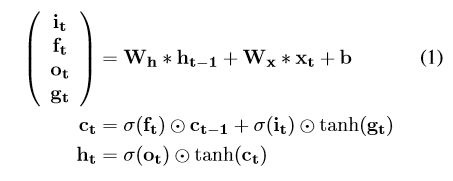 i_t
f_t
o_t
g_t
= W_h * h_{t−1} + W_x * x_t + b (1)
c_t = σ(f_t) ⊙ c_{t−1} + σ(i_t) ⊙ tanh(g_t)
h_t = σ(o_t) ⊙ tanh(c_t)